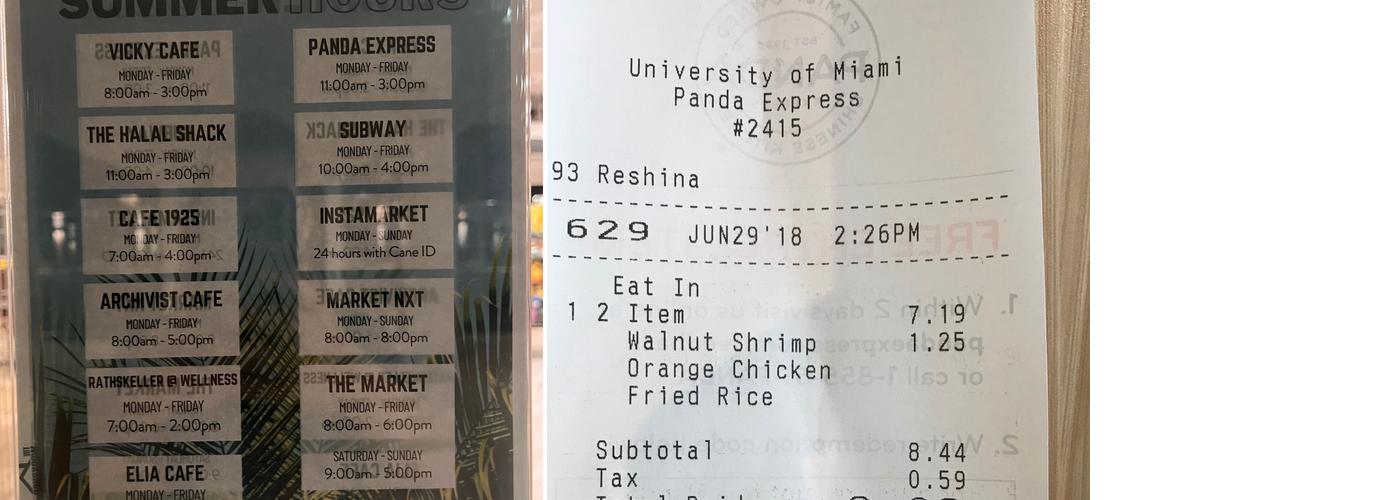 SUMMER HOURS
VICKY CAFE
MONDAY - FRIDAY
8:00am - 3:00pm
THE HALAL SHACK
MONDAY - FRIDAY
11:00am - 3:00pm
CAFE 1925
MONDAY - FRIDAY
7:00am - 4:00pm
ARCHIVIST CAFE
MONDAY - FRIDAY
8:00am - 5:00pm
RATHSKELLER @ WELLNESS
MONDAY - FRIDAY
7:00am - 2:00pm
ELIA CAFE
MONDAY - FRIDAY
PANDA EXPRESS
MONDAY - FRIDAY
11:00am - 3:00pm
SUBWAY
MONDAY - FRIDAY
10:00am - 4:00pm
INSTAMARKET
MONDAY - SUNDAY
24 hours with Cane ID
MARKET NXT
MONDAY - SUNDAY
8:00am - 8:00pm
THE MARKET
MONDAY - FRIDAY
8:00am - 6:00pm
SATURDAY - SUNDAY
9:00am - 5:00pm
University of Miami
Panda Express
#2415
93 Reshina
629 JUN29'18 2:26PM
Eat In
1 2 Item 7.19
Walnut Shrimp 1.25
Orange Chicken
Fried Rice
Subtotal 8.44
Tax 0.59